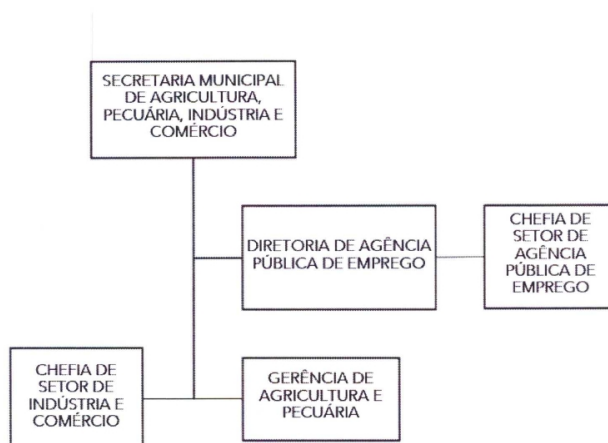 SECRETARIA MUNICIPAL
DE AGRICULTURA,
PECUÁRIA, INDÚSTRIA E
COMÉRCIO
DIRETORIA DE AGÊNCIA
PÚBLICA DE EMPREGO
CHEFIA DE
SETOR DE
AGÊNCIA
PÚBLICA DE
EMPREGO
CHEFIA DE
SETOR DE
INDÚSTRIA E
COMÉRCIO
GERÊNCIA DE
AGRICULTURA E
PECUÁRIA